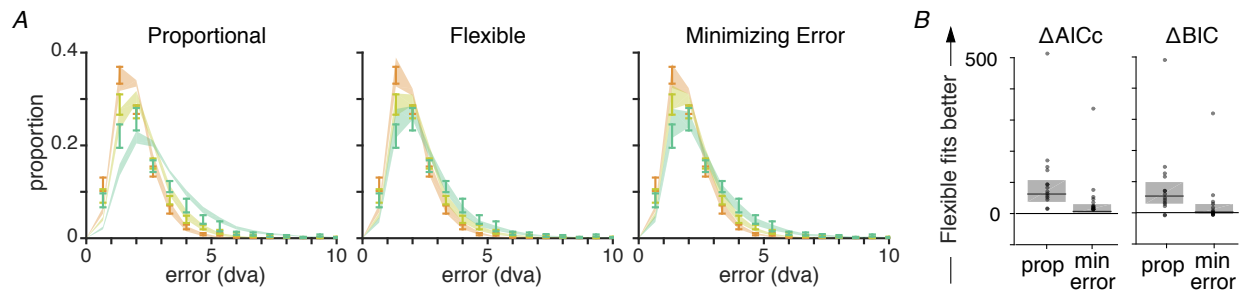 A
Proportional
Flexible
Minimizing Error
proportion
0.4
0.2
0
0
5
10
error (dva)
0
5
10
error (dva)
0
5
10
error (dva)
B
Flexible fits better
ΔAICc
ΔBIC
500
0
prop
min
error
prop
min
error